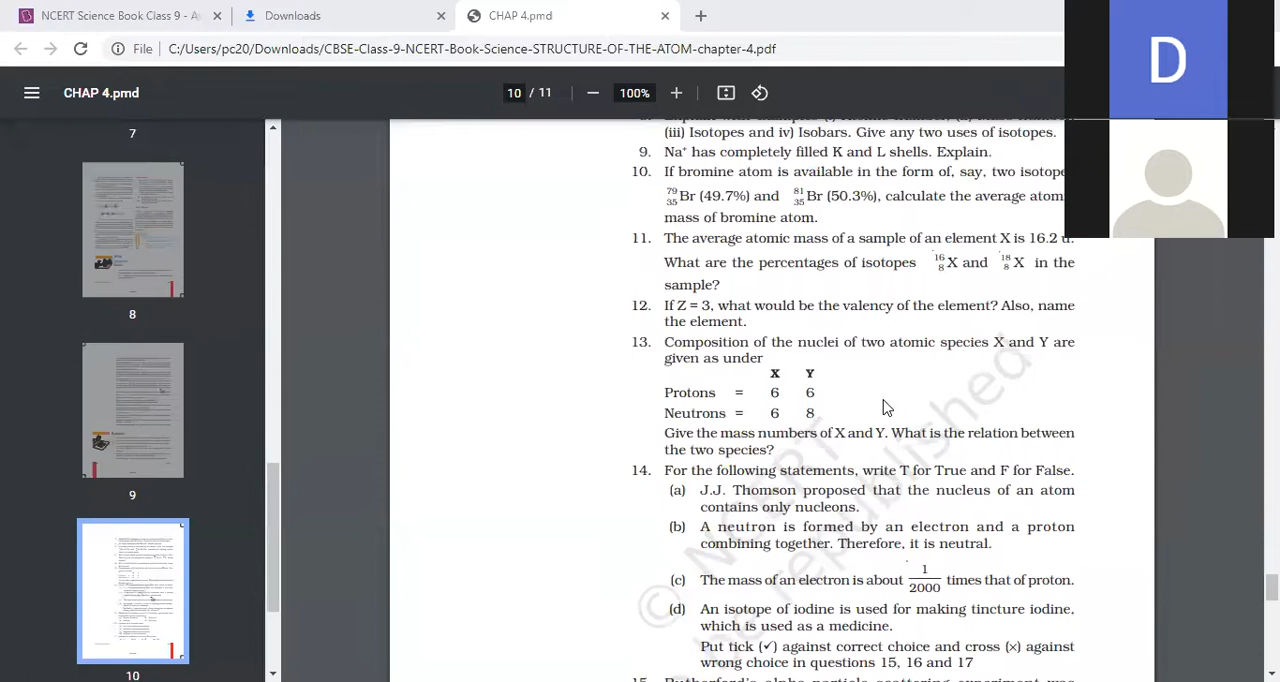 NCERT Science Book Class 9 - A
Downloads
CHAP 4.pmd
File C:/Users/pc20/Downloads/CBSE-Class-9-NCERT-Book-Science-STRUCTURE-OF-THE-ATOM-chapter-4.pdf
CHAP 4.pmd
10 / 11
100%
D
7
8
9
10
(iii) Isotopes and iv) Isobars. Give any two uses of isotopes.
9. Na⁺ has completely filled K and L shells. Explain.
10. If bromine atom is available in the form of, say, two isotope
⁷⁹₃₅Br (49.7%) and ⁸¹₃₅Br (50.3%), calculate the average atom
mass of bromine atom.
11. The average atomic mass of a sample of an element X is 16.2 u.
What are the percentages of isotopes ¹⁶₈X and ¹⁸₈X in the
sample?
12. If Z = 3, what would be the valency of the element? Also, name
the element.
13. Composition of the nuclei of two atomic species X and Y are
given as under
X Y
Protons = 6 6
Neutrons = 6 8
Give the mass numbers of X and Y. What is the relation between
the two species?
14. For the following statements, write T for True and F for False.
(a) J.J. Thomson proposed that the nucleus of an atom
contains only nucleons.
(b) A neutron is formed by an electron and a proton
combining together. Therefore, it is neutral.
(c) The mass of an electron is about 1/2000 times that of proton.
(d) An isotope of iodine is used for making tincture iodine,
which is used as a medicine.
Put tick (✓) against correct choice and cross (×) against
wrong choice in questions 15, 16 and 17
15. Rutherford's alpha particle scattering experiment was
© NCERT
republished